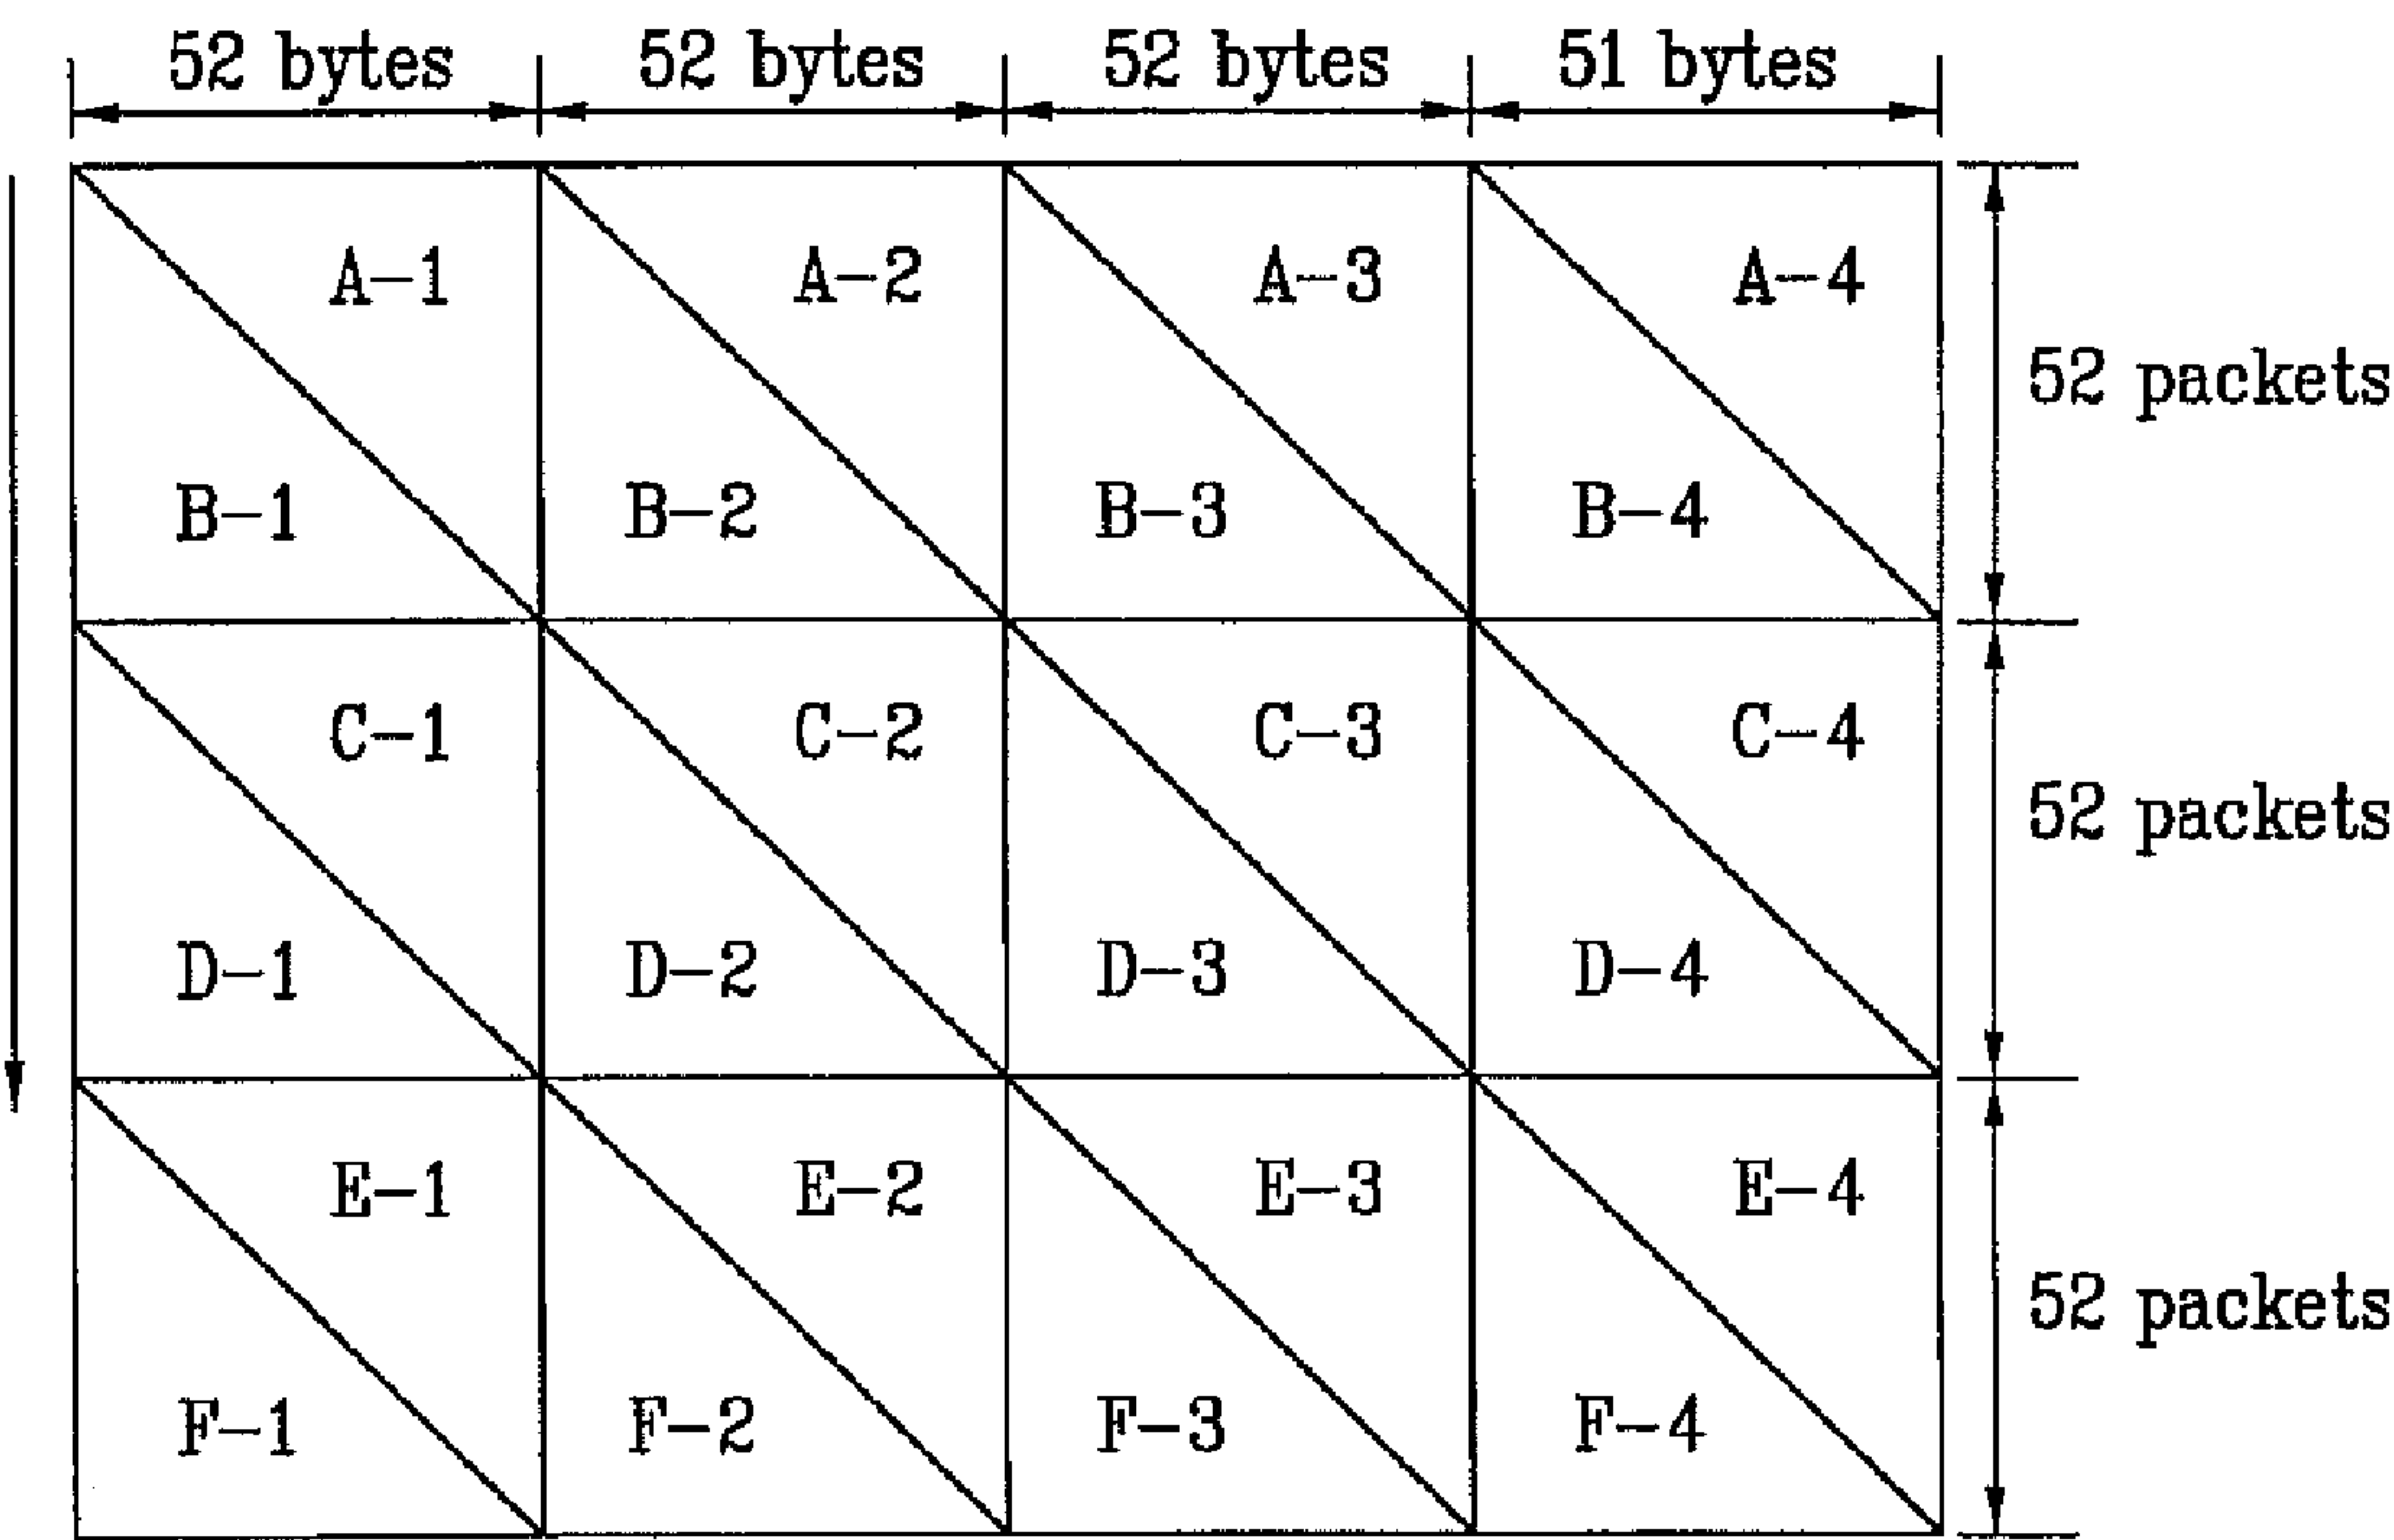 52 bytes 52 bytes 52 bytes 51 bytes
A-1 A-2 A-3 A-4
52 packets
B-1 B-2 B-3 B-4
C-1 C-2 C-3 C-4
52 packets
D-1 D-2 D-3 D-4
E-1 E-2 E-3 E-4
52 packets
F-1 F-2 F-3 F-4